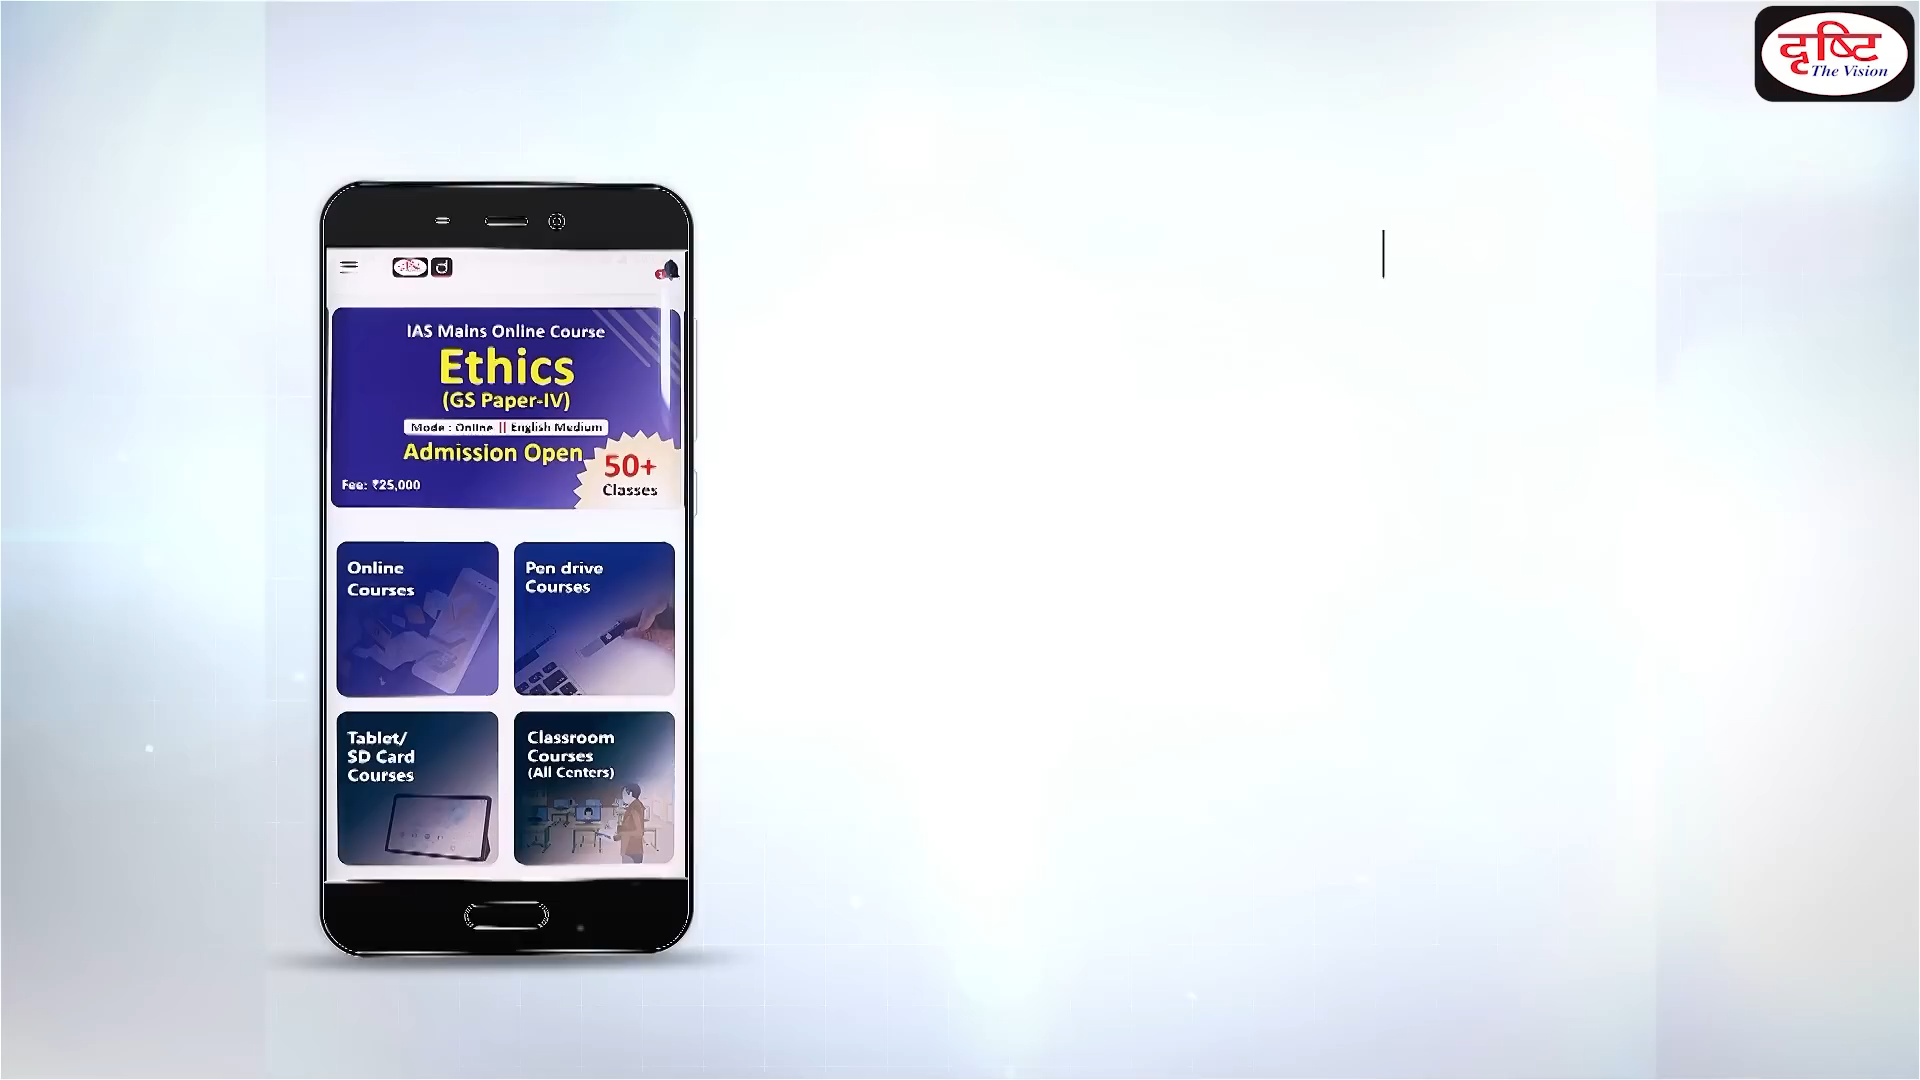 दृष्टि
The Vision
IAS Mains Online Course
Ethics
(GS Paper-IV)
Mode : Online || English Medium
Admission Open
50+
Classes
Fee: ₹25,000
Online
Courses
Pen drive
Courses
Tablet/
SD Card
Courses
Classroom
Courses
(All Centers)